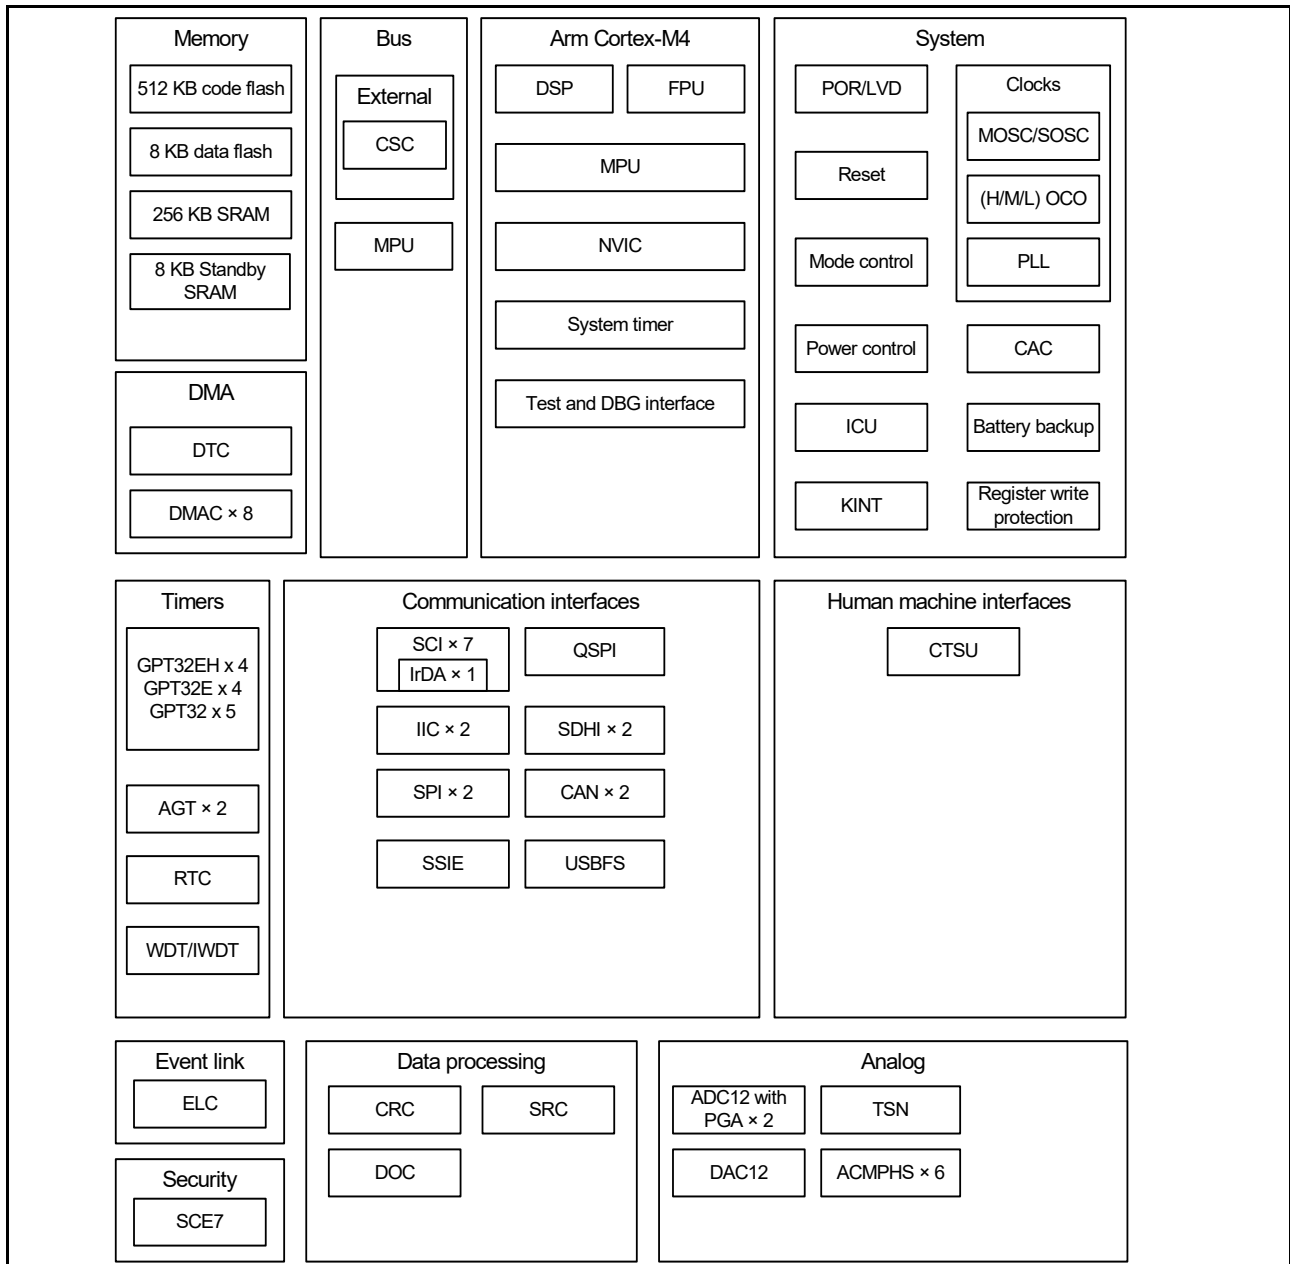 Memory
512 KB code flash
8 KB data flash
256 KB SRAM
8 KB Standby
SRAM
DMA
DTC
DMAC × 8
Bus
External
CSC
MPU
Arm Cortex-M4
DSP
FPU
MPU
NVIC
System timer
Test and DBG interface
System
POR/LVD
Reset
Mode control
Power control
ICU
KINT
Clocks
MOSC/SOSC
(H/M/L) OCO
PLL
CAC
Battery backup
Register write
protection
Timers
GPT32EH x 4
GPT32E x 4
GPT32 x 5
AGT × 2
RTC
WDT/IWDT
Communication interfaces
SCI × 7
IrDA × 1
QSPI
IIC × 2
SDHI × 2
SPI × 2
CAN × 2
SSIE
USBFS
Human machine interfaces
CTSU
Event link
ELC
Security
SCE7
Data processing
CRC
SRC
DOC
Analog
ADC12 with
PGA × 2
TSN
DAC12
ACMPHS × 6